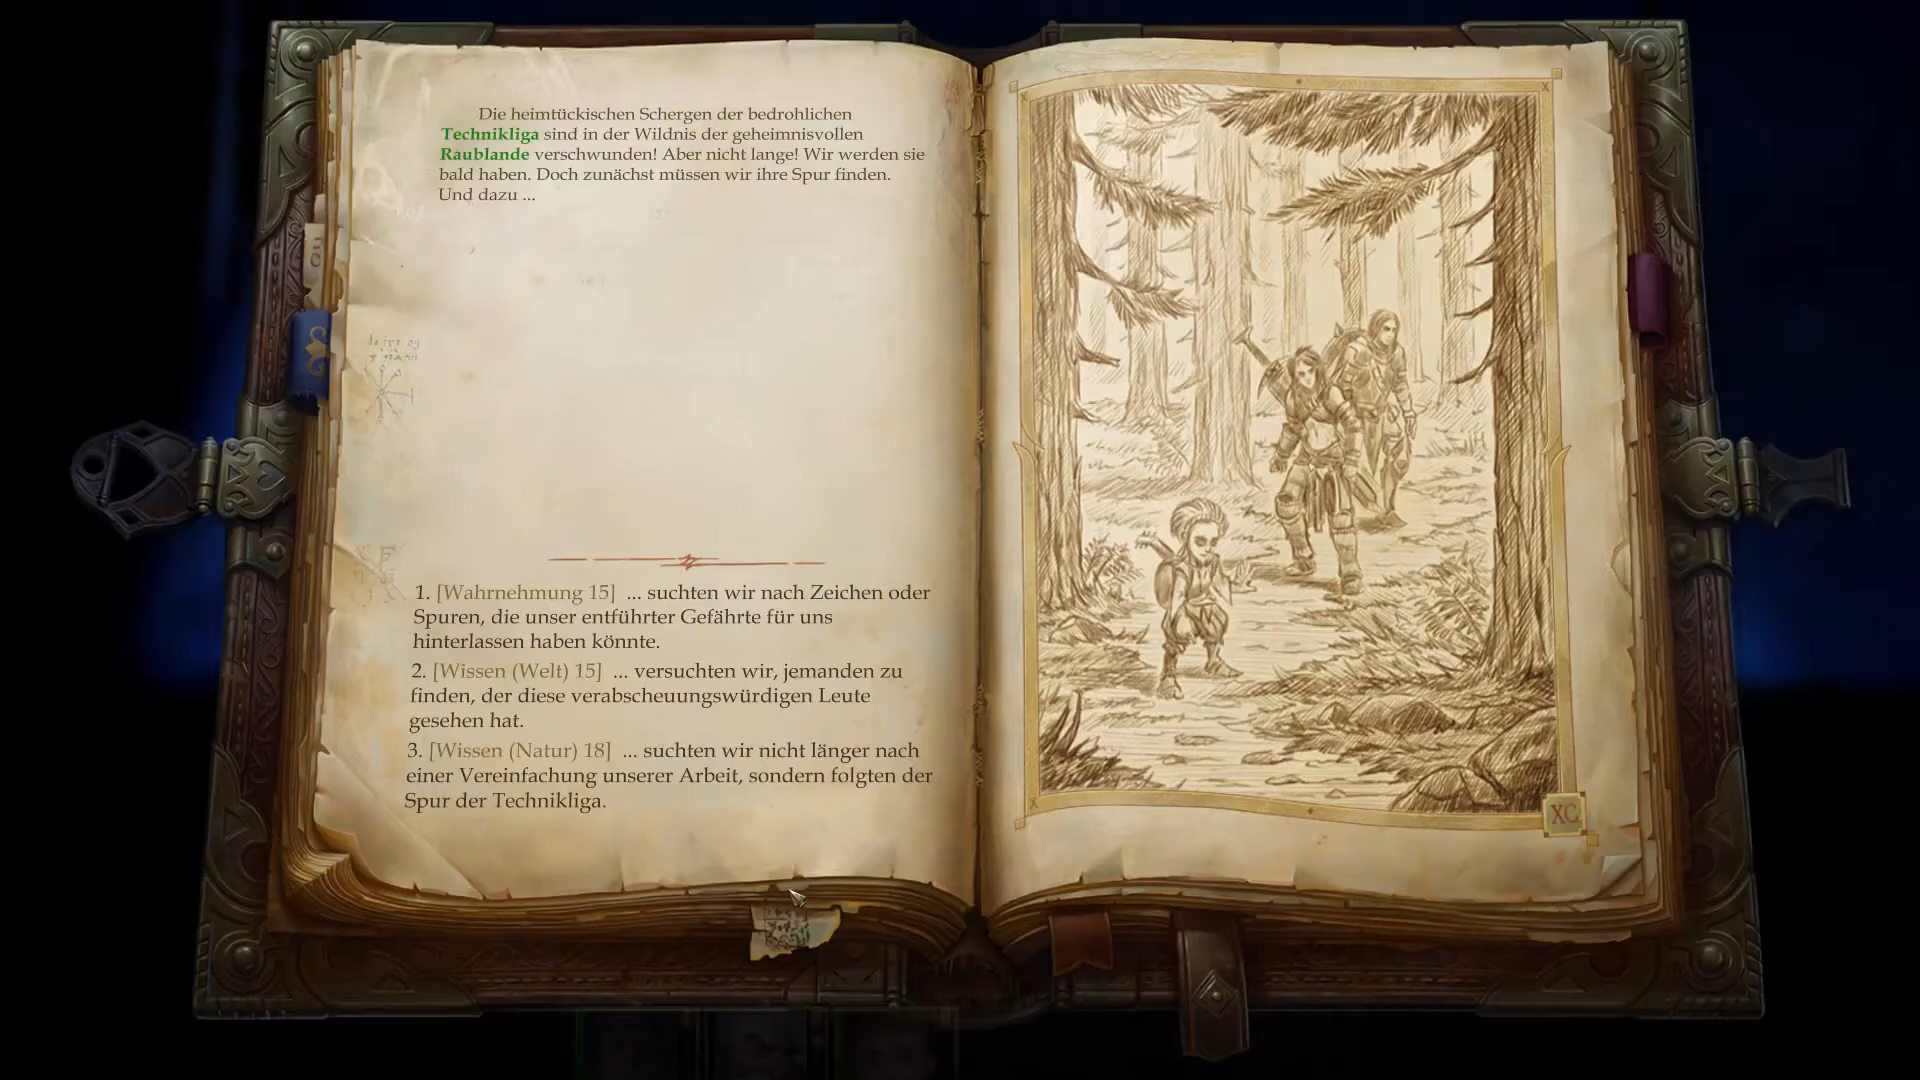 Die heimtückischen Schergen der bedrohlichen
Technikliga sind in der Wildnis der geheimnisvollen
Raublande verschwunden! Aber nicht lange! Wir werden sie
bald haben. Doch zunächst müssen wir ihre Spur finden.
Und dazu ...
1. [Wahrnehmung 15] ... suchten wir nach Zeichen oder
Spuren, die unser entführter Gefährte für uns
hinterlassen haben könnte.
2. [Wissen (Welt) 15] ... versuchten wir, jemanden zu
finden, der diese verabscheuungswürdigen Leute
gesehen hat.
3. [Wissen (Natur) 18] ... suchten wir nicht länger nach
einer Vereinfachung unserer Arbeit, sondern folgten der
Spur der Technikliga.
XC